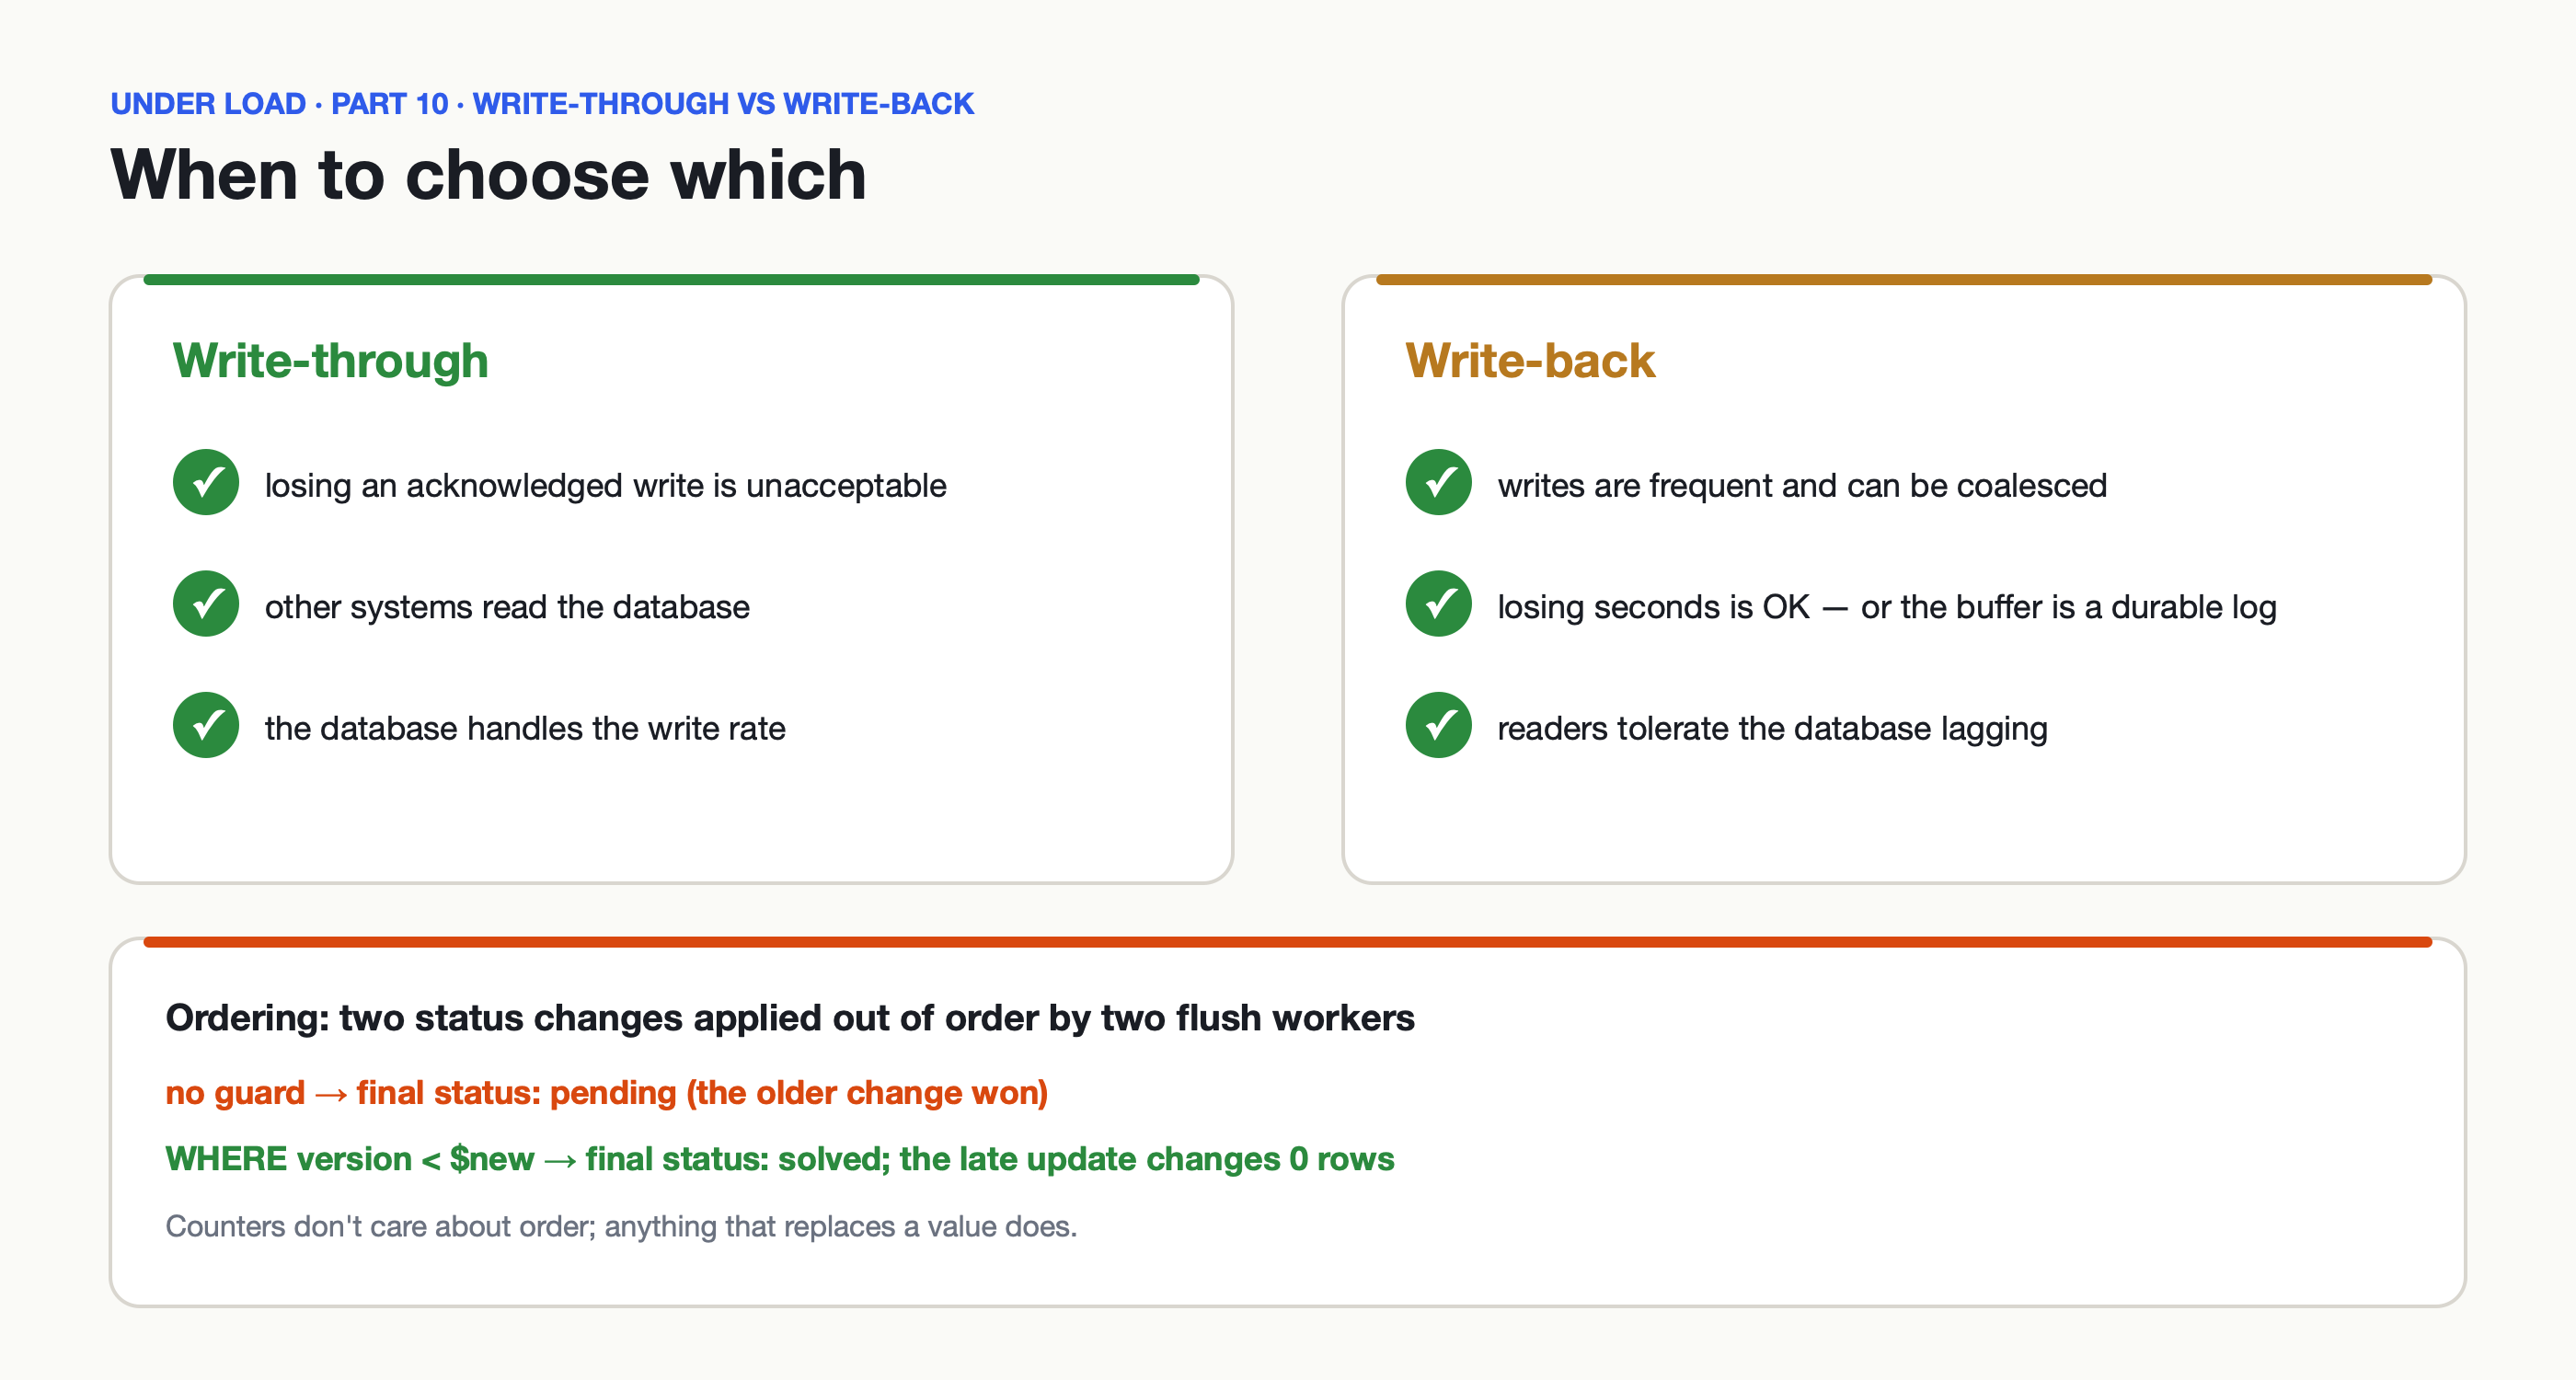 UNDER LOAD · PART 10 · WRITE-THROUGH VS WRITE-BACK
When to choose which
Write-through
losing an acknowledged write is unacceptable
other systems read the database
the database handles the write rate
Write-back
writes are frequent and can be coalesced
losing seconds is OK — or the buffer is a durable log
readers tolerate the database lagging
Ordering: two status changes applied out of order by two flush workers
no guard → final status: pending (the older change won)
WHERE version < $new → final status: solved; the late update changes 0 rows
Counters don't care about order; anything that replaces a value does.